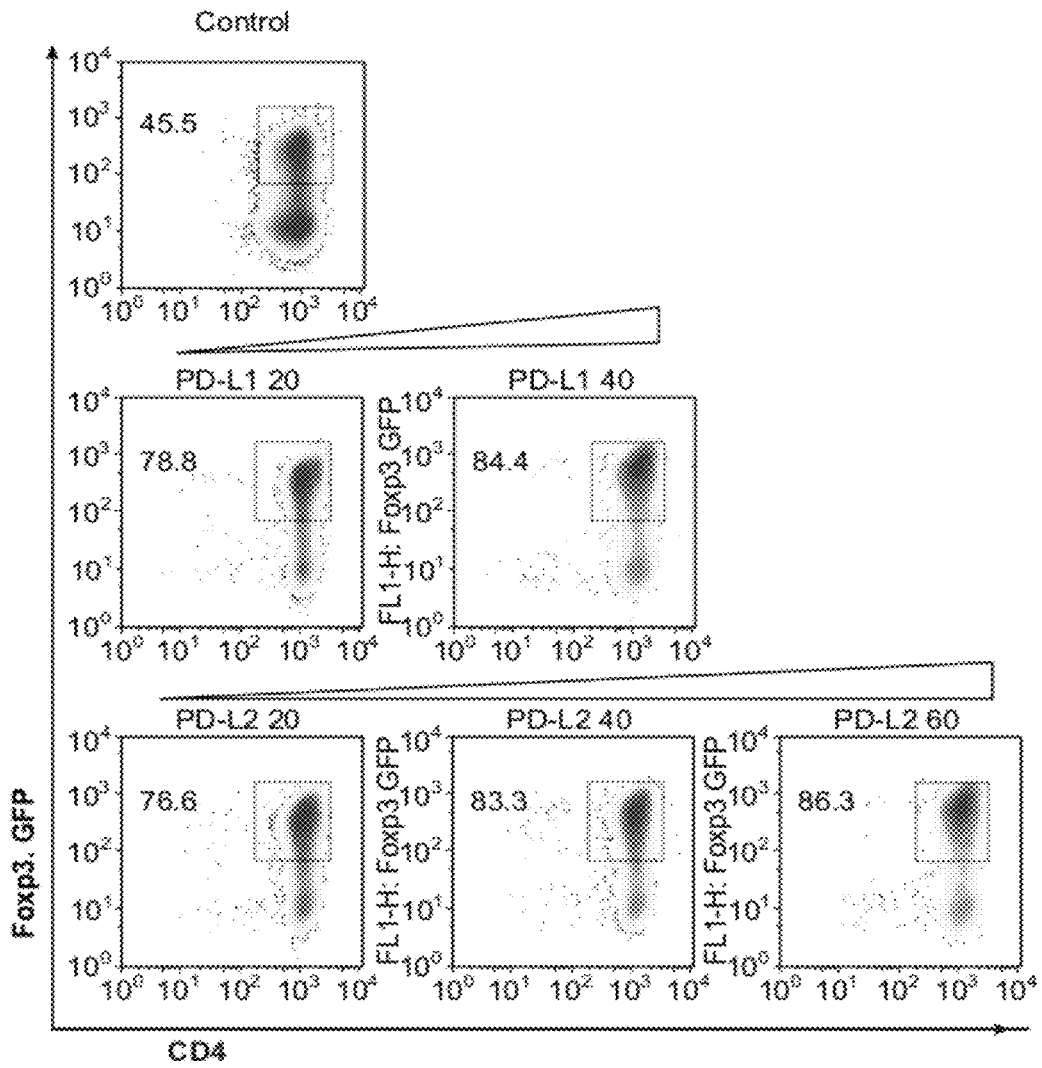 Control
10⁴
10³
10²
10¹
10⁰
45.5
10⁰ 10¹ 10² 10³ 10⁴
PD-L1 20
10⁴
10³
10²
10¹
10⁰
78.8
10⁰ 10¹ 10² 10³ 10⁴
PD-L1 40
FL1-H: Foxp3 GFP
10⁴
10³
10²
10¹
10⁰
84.4
10⁰ 10¹ 10² 10³ 10⁴
PD-L2 20
10⁴
10³
10²
10¹
10⁰
76.6
10⁰ 10¹ 10² 10³ 10⁴
PD-L2 40
FL1-H: Foxp3 GFP
10⁴
10³
10²
10¹
10⁰
83.3
10⁰ 10¹ 10² 10³ 10⁴
PD-L2 60
FL1-H: Foxp3 GFP
10⁴
10³
10²
10¹
10⁰
86.3
10⁰ 10¹ 10² 10³ 10⁴
Foxp3. GFP
CD4